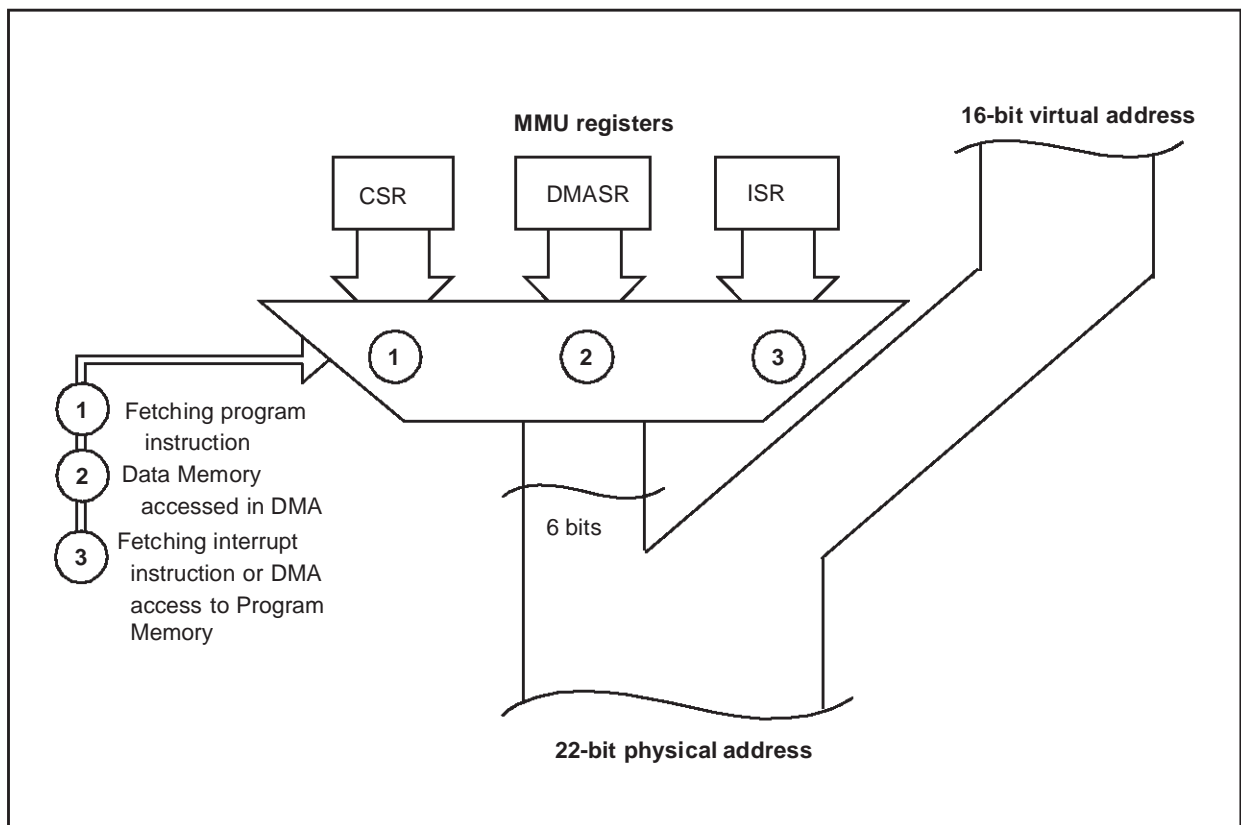 16-bit virtual address
MMU registers
CSR
DMASR
ISR
1
2
3
1
Fetching program
instruction
2
Data Memory
accessed in DMA
3
Fetching interrupt
instruction or DMA
access to Program
Memory
6 bits
22-bit physical address